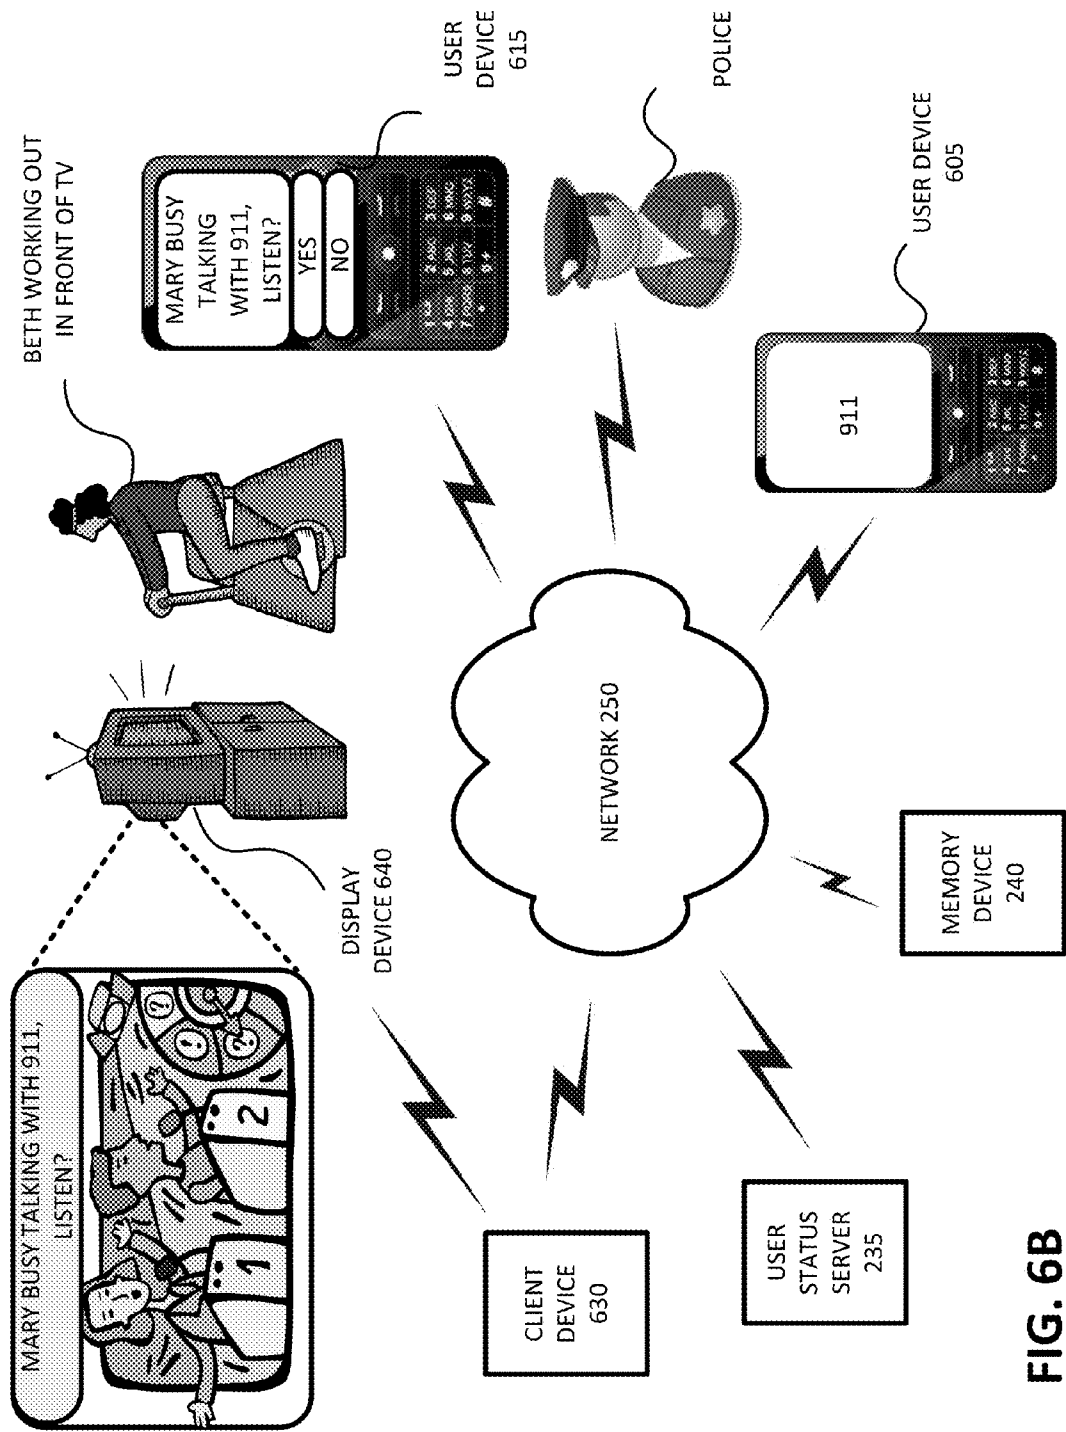 MARY BUSY TALKING WITH 911,
LISTEN?
1
2
!
?
?
BETH WORKING OUT
IN FRONT OF TV
MARY BUSY
TALKING
WITH 911,
LISTEN?
YES
NO
DISPLAY
DEVICE 640
USER
DEVICE
615
CLIENT
DEVICE
630
NETWORK 250
POLICE
USER
STATUS
SERVER
235
MEMORY
DEVICE
240
911
USER DEVICE
605
FIG. 6B